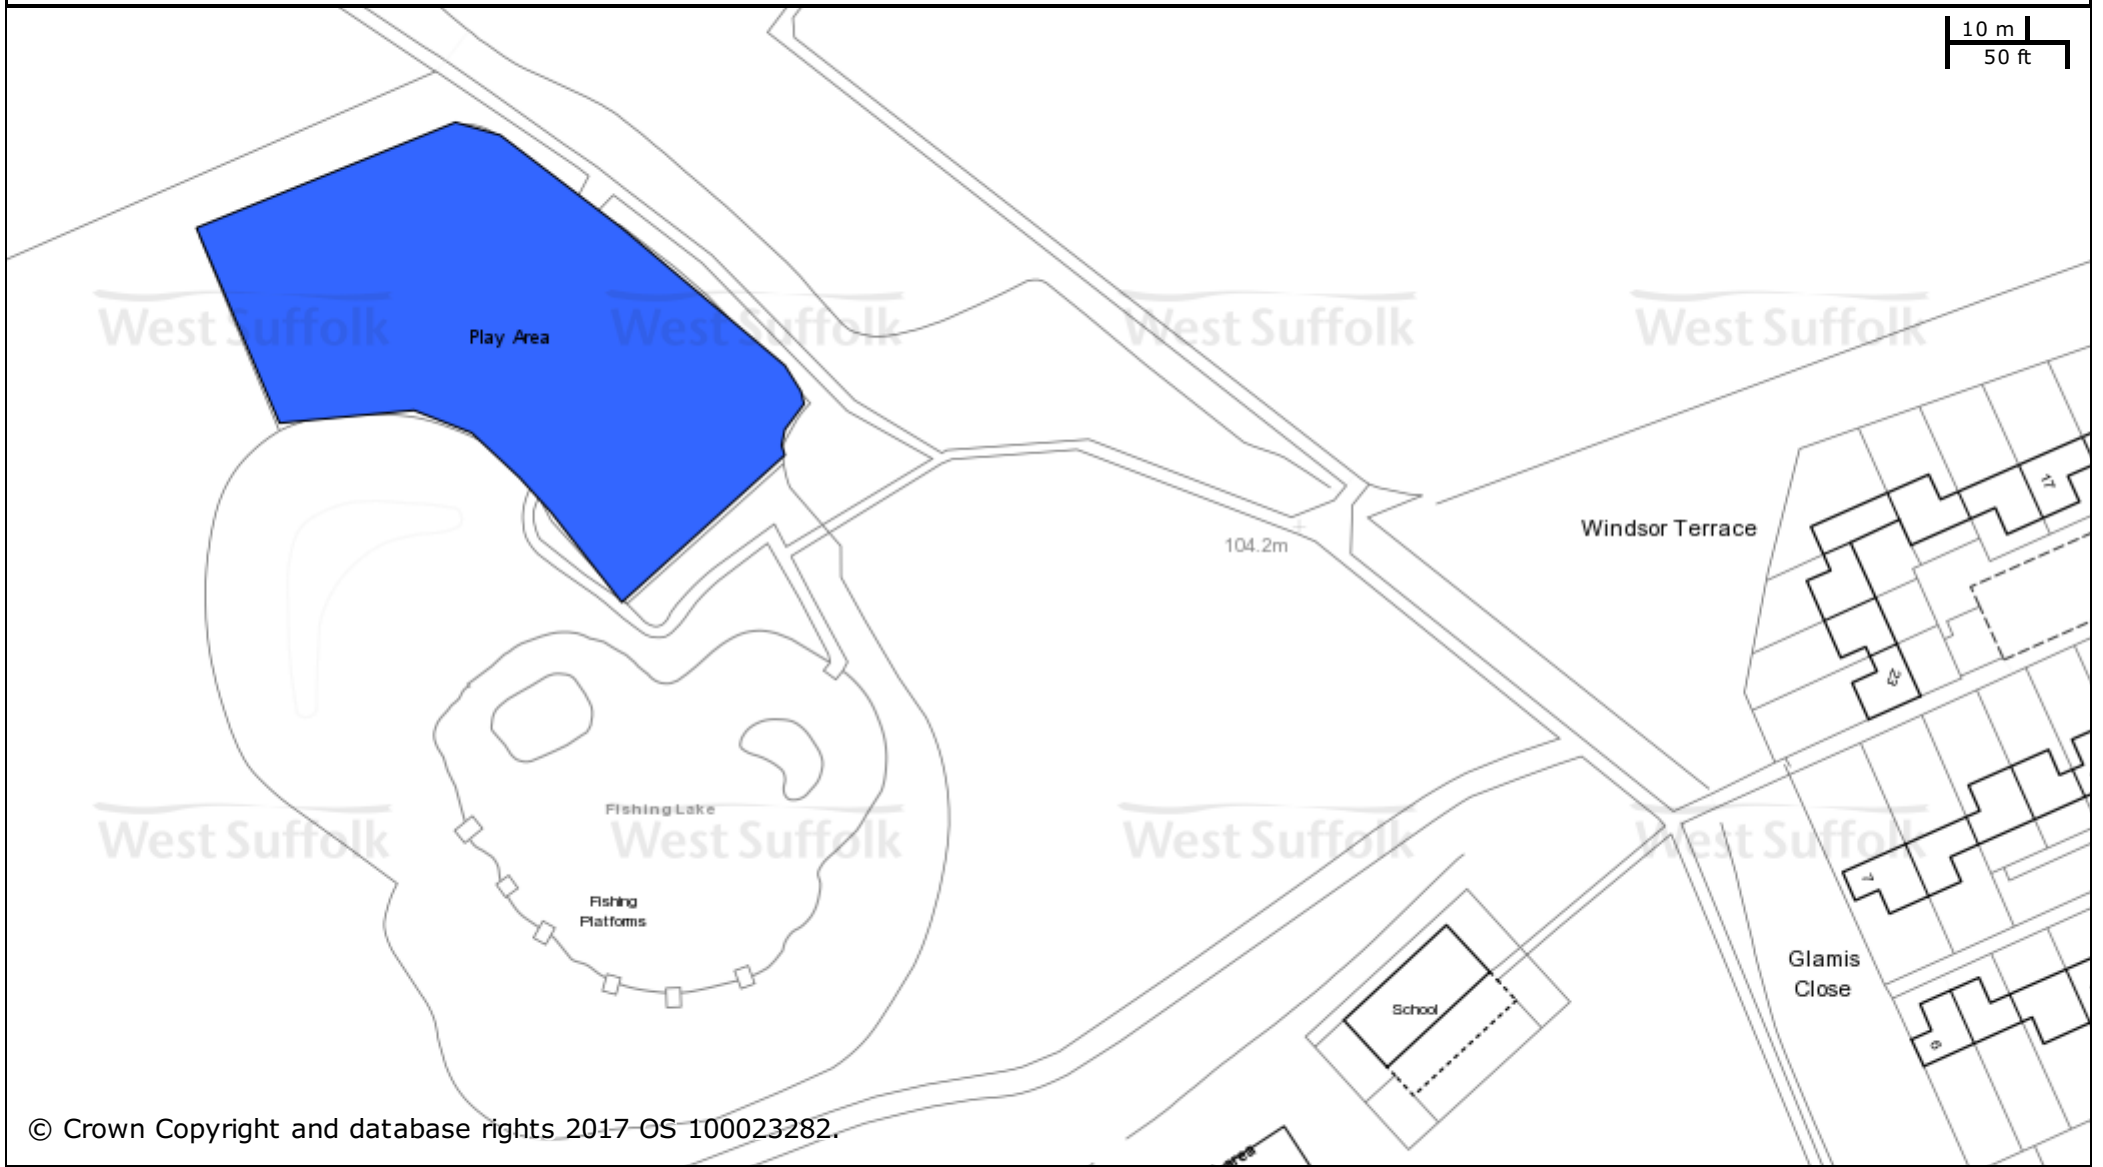 10 m
50 ft
West Suffolk
West Suffolk
West Suffolk
West Suffolk
Play Area
17
Windsor Terrace
104.2m
23
Fishing Lake
West Suffolk
West Suffolk
West Suffolk
West Suffolk
7
Fishing
Platforms
Glamis
Close
School
6
© Crown Copyright and database rights 2017 OS 100023282.